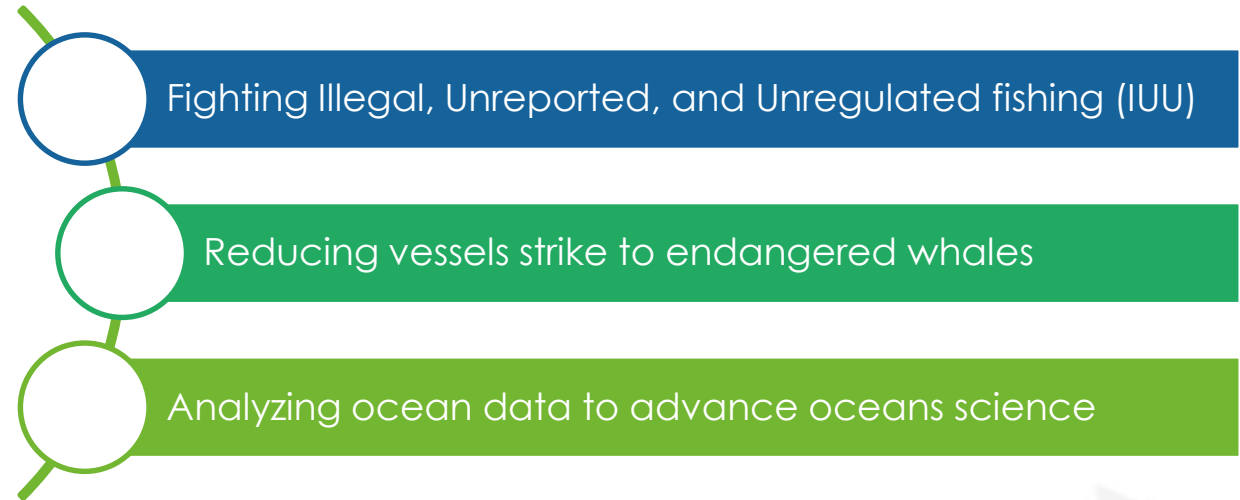 Fighting Illegal, Unreported, and Unregulated fishing (IUU)
Reducing vessels strike to endangered whales
Analyzing ocean data to advance oceans science